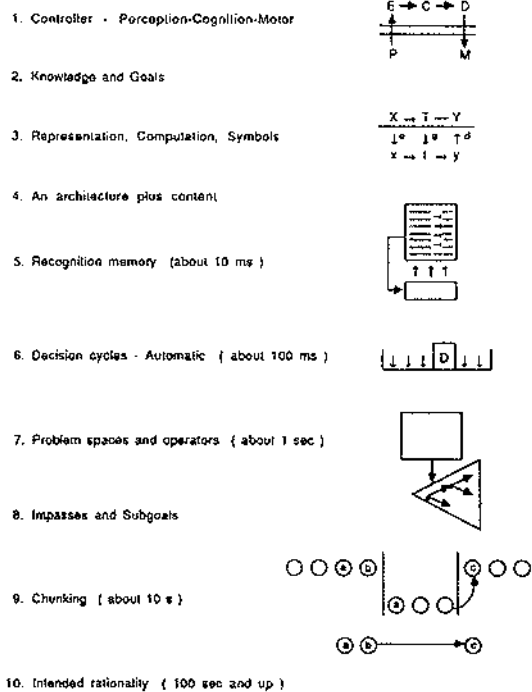 E → C → D
1. Controller - Perception-Cognition-Motor
P M
2. Knowledge and Goals
X → T → Y
3. Representation, Computation, Symbols
e e d
x → t → y
4. An architecture plus content
5. Recognition memory (about 10 ms )
6. Decision cycles - Automatic ( about 100 ms )
D
7. Problem spaces and operators ( about 1 sec )
8. Impasses and Subgoals
a b c
9. Chunking ( about 10 s )
a
a b c
10. Intended rationality ( 100 sec and up )